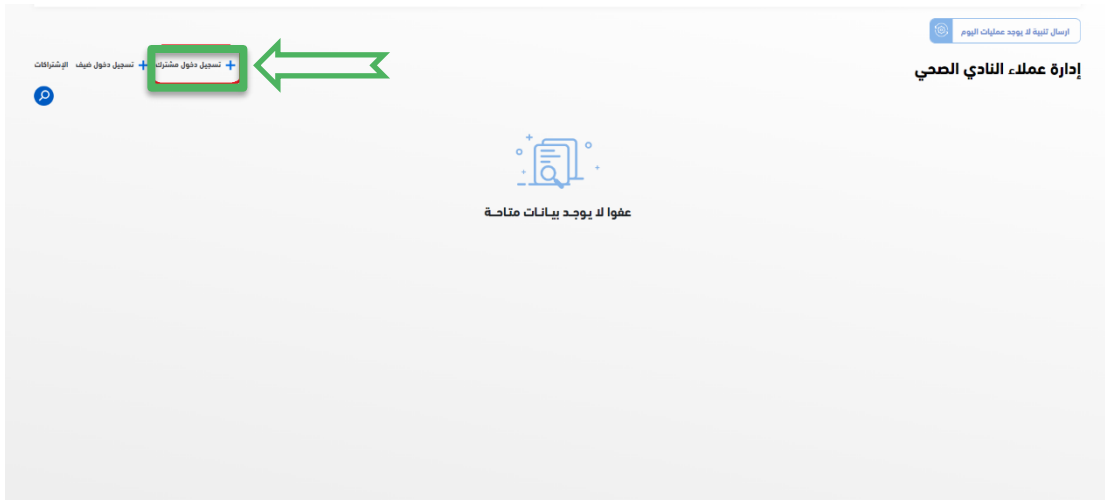 ارسال تنبية لا يوجد عمليات اليوم
إدارة عملاء النادي الصحي
تسجيل دخول مشترك
تسجيل دخول ضيف
الإشتراكات
عفوا لا يوجد بيانات متاحة